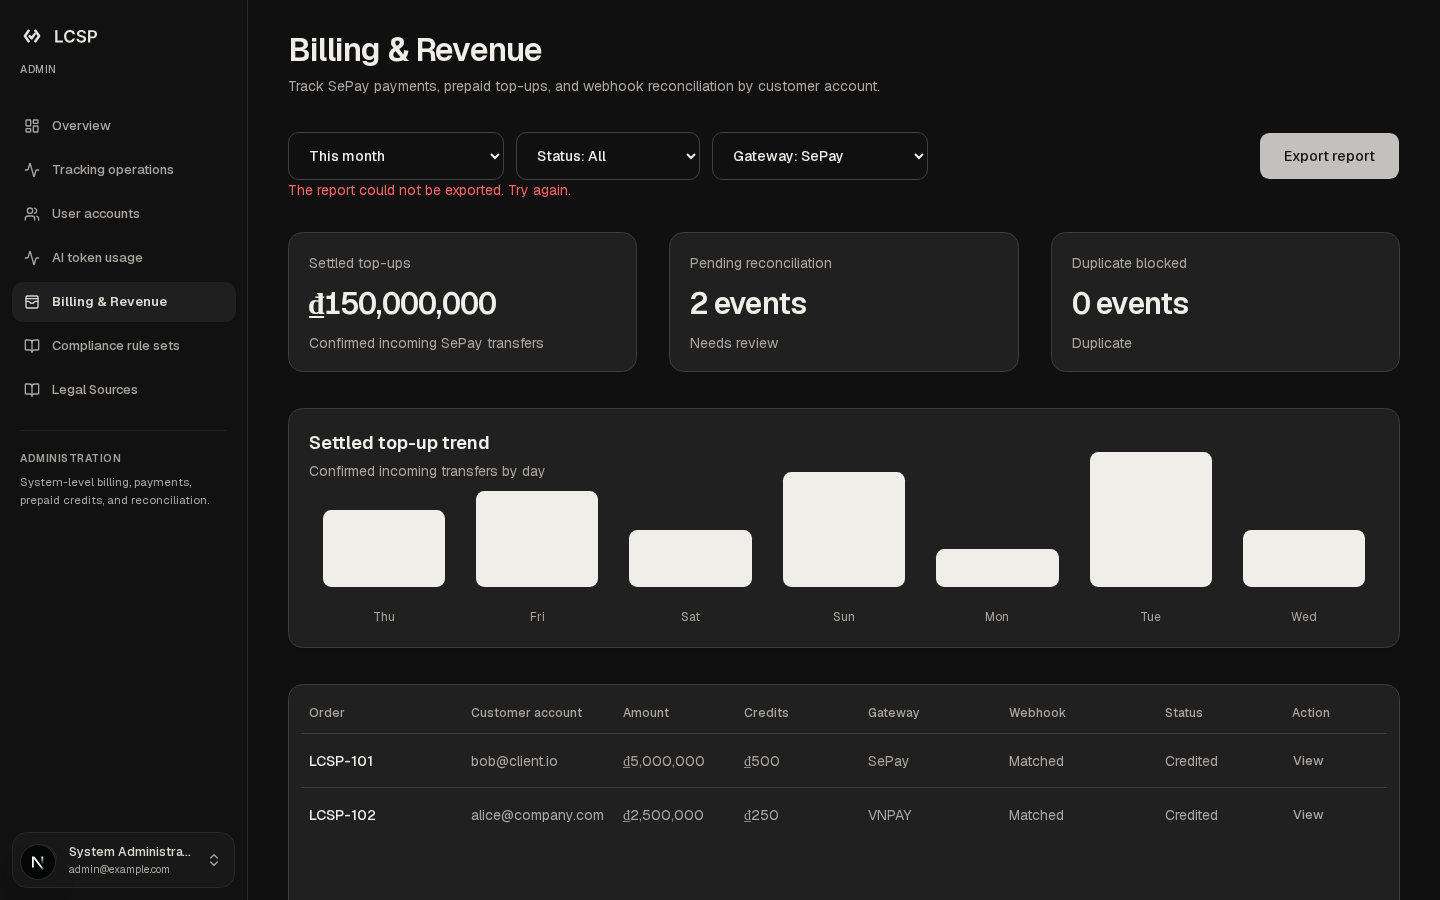 LCSP
ADMIN
Overview
Tracking operations
User accounts
AI token usage
Billing & Revenue
Compliance rule sets
Legal Sources
ADMINISTRATION
System-level billing, payments,
prepaid credits, and reconciliation.
System Administra...
admin@example.com
Billing & Revenue
Track SePay payments, prepaid top-ups, and webhook reconciliation by customer account.
This month
Status: All
Gateway: SePay
Export report
The report could not be exported. Try again.
Settled top-ups
₫150,000,000
Confirmed incoming SePay transfers
Pending reconciliation
2 events
Needs review
Duplicate blocked
0 events
Duplicate
Settled top-up trend
Confirmed incoming transfers by day
Thu Fri Sat Sun Mon Tue Wed
Order Customer account Amount Credits Gateway Webhook Status Action
LCSP-101 bob@client.io ₫5,000,000 ₫500 SePay Matched Credited View
LCSP-102 alice@company.com ₫2,500,000 ₫250 VNPAY Matched Credited View